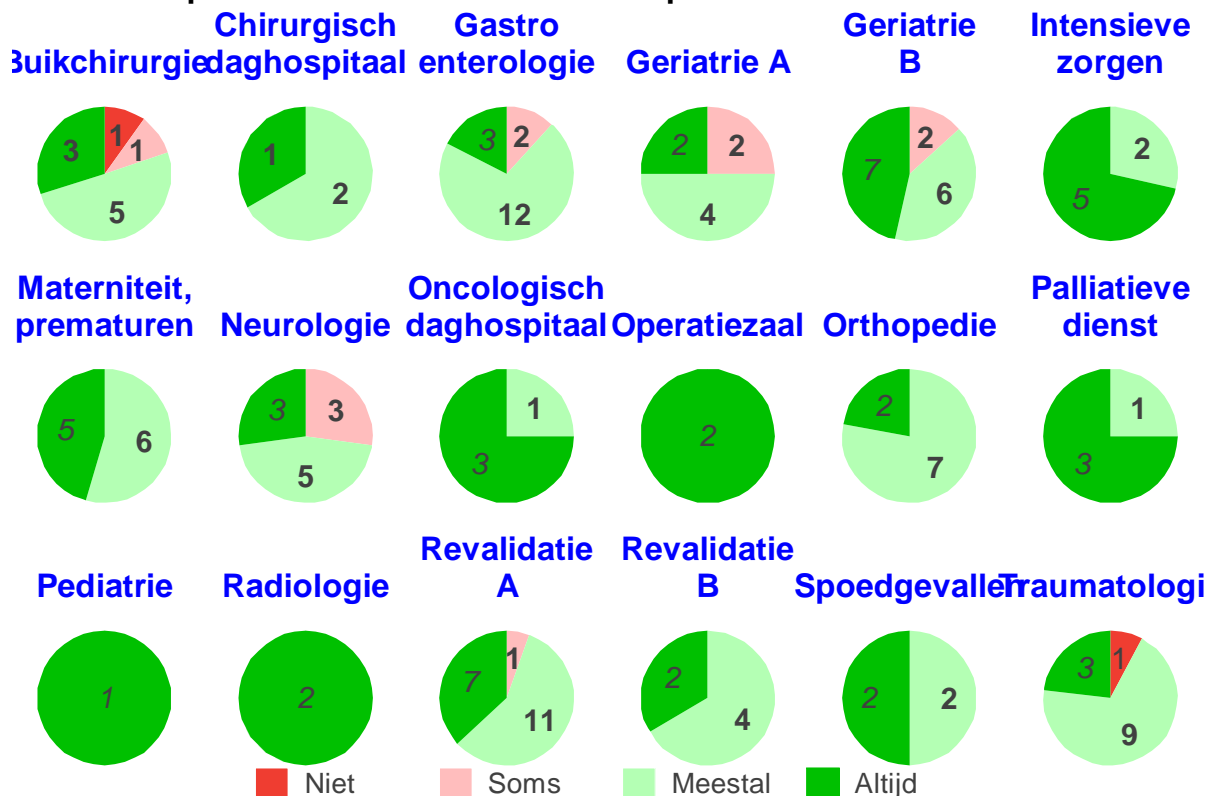 Chirurgisch Gastro Geriatrie Intensieve
Buikchirurgie daghospitaal enterologie Geriatrie A B zorgen
3 1 1 5
1 2
3 2 12
2 2 4
7 2 6
2 5
Materniteit, Oncologisch Palliatieve
prematuren Neurologie daghospitaal Operatiezaal Orthopedie dienst
5 6
3 3 5
1 3
2
2 7
1 3
Revalidatie Revalidatie
Pediatrie Radiologie A B Spoedgevallen Traumatologi
1
2
7 1 11
2 4
2 2
3 1 9
Niet Soms Meestal Altijd